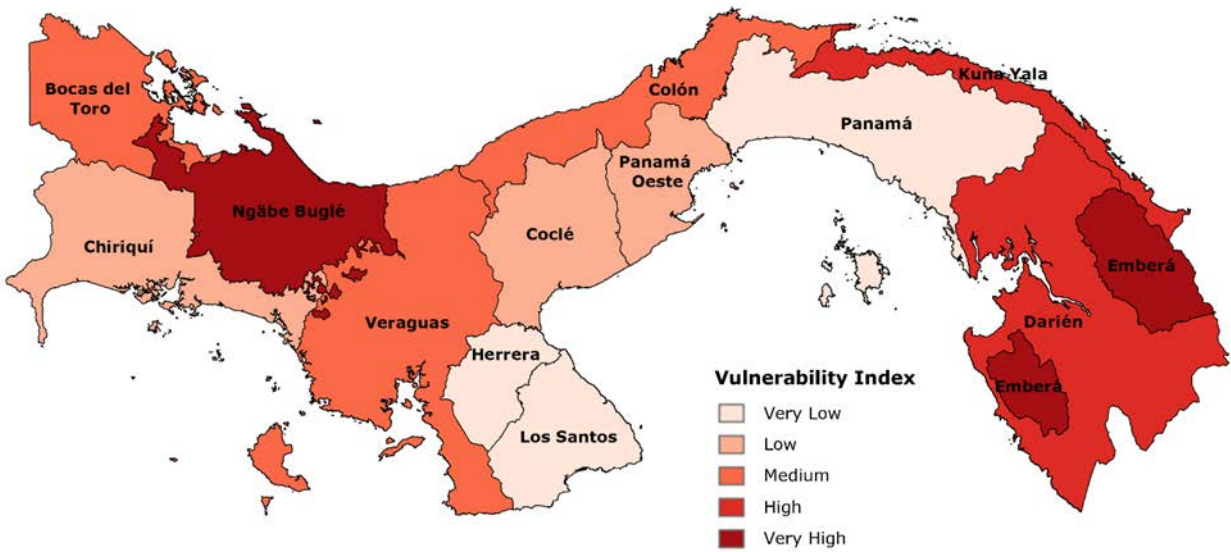 Bocas del
Toro
Colón
Kuna Yala
Panamá
Panamá
Oeste
Ngäbe Buglé
Chiriquí
Coclé
Emberá
Veraguas
Darién
Herrera
Emberá
Los Santos
Vulnerability Index
Very Low
Low
Medium
High
Very High